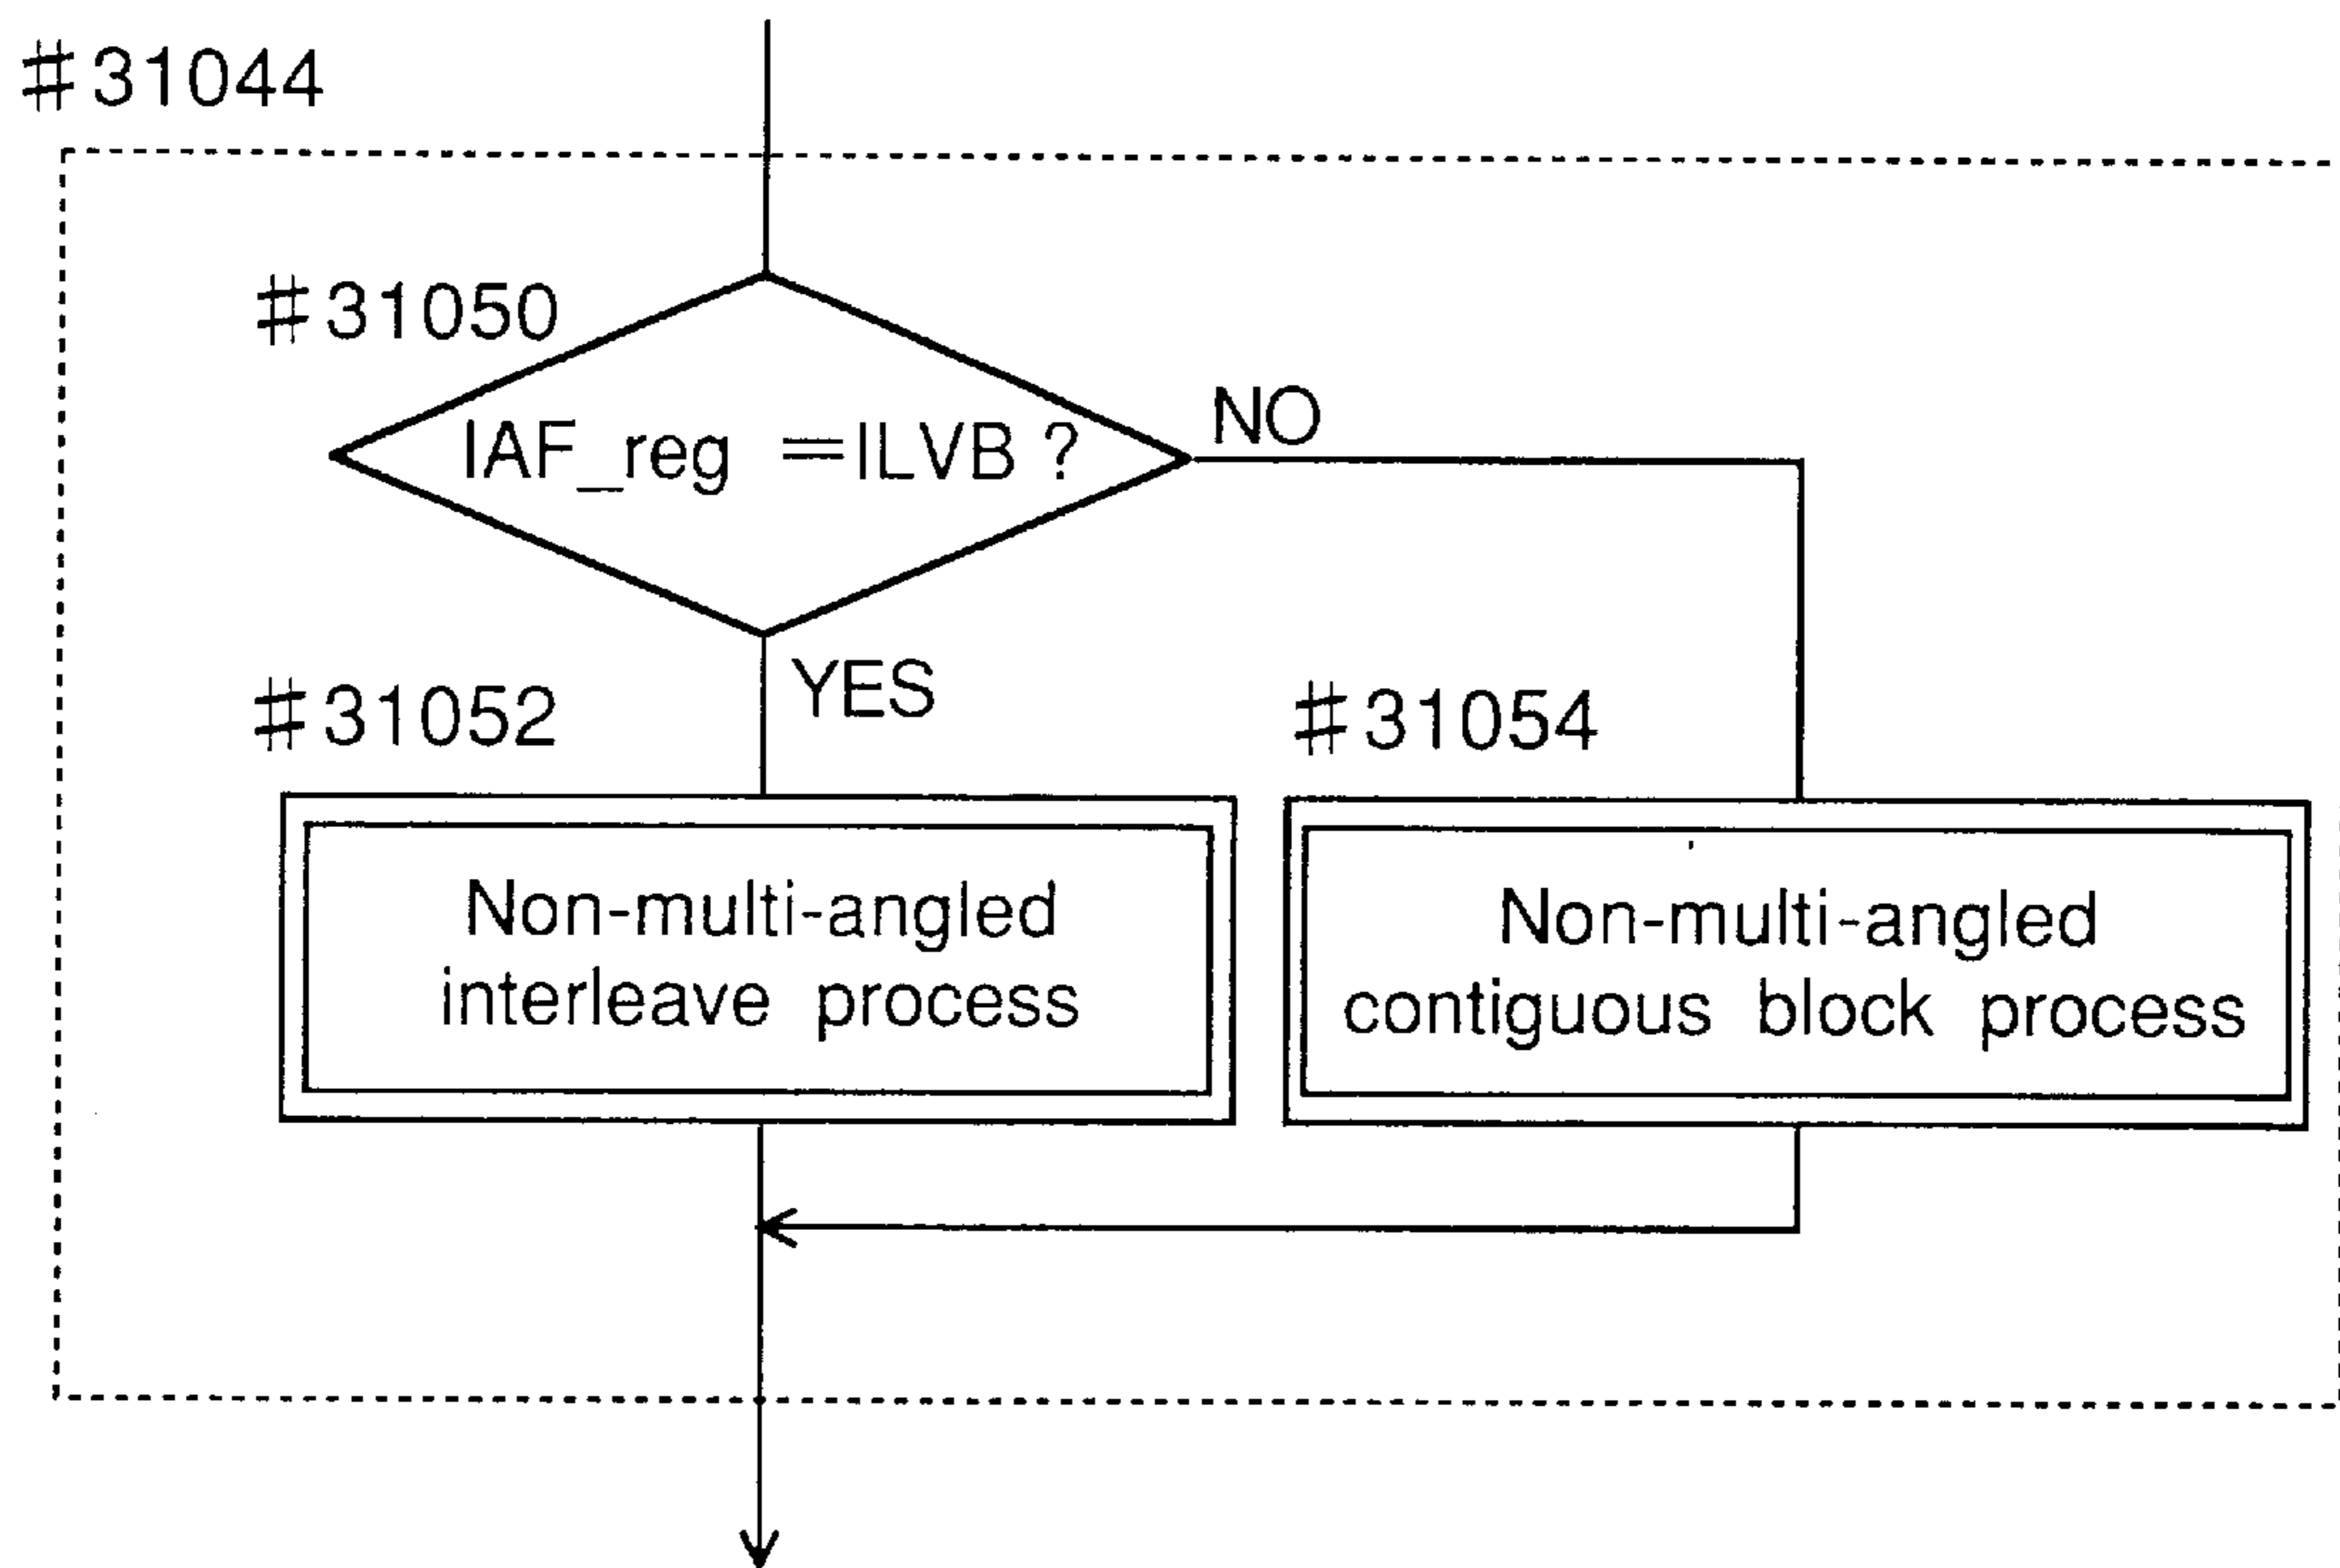 #31044
#31050
IAF_reg =ILVB ?
NO
YES
#31052
#31054
Non-multi-angled
interleave process
Non-multi-angled
contiguous block process